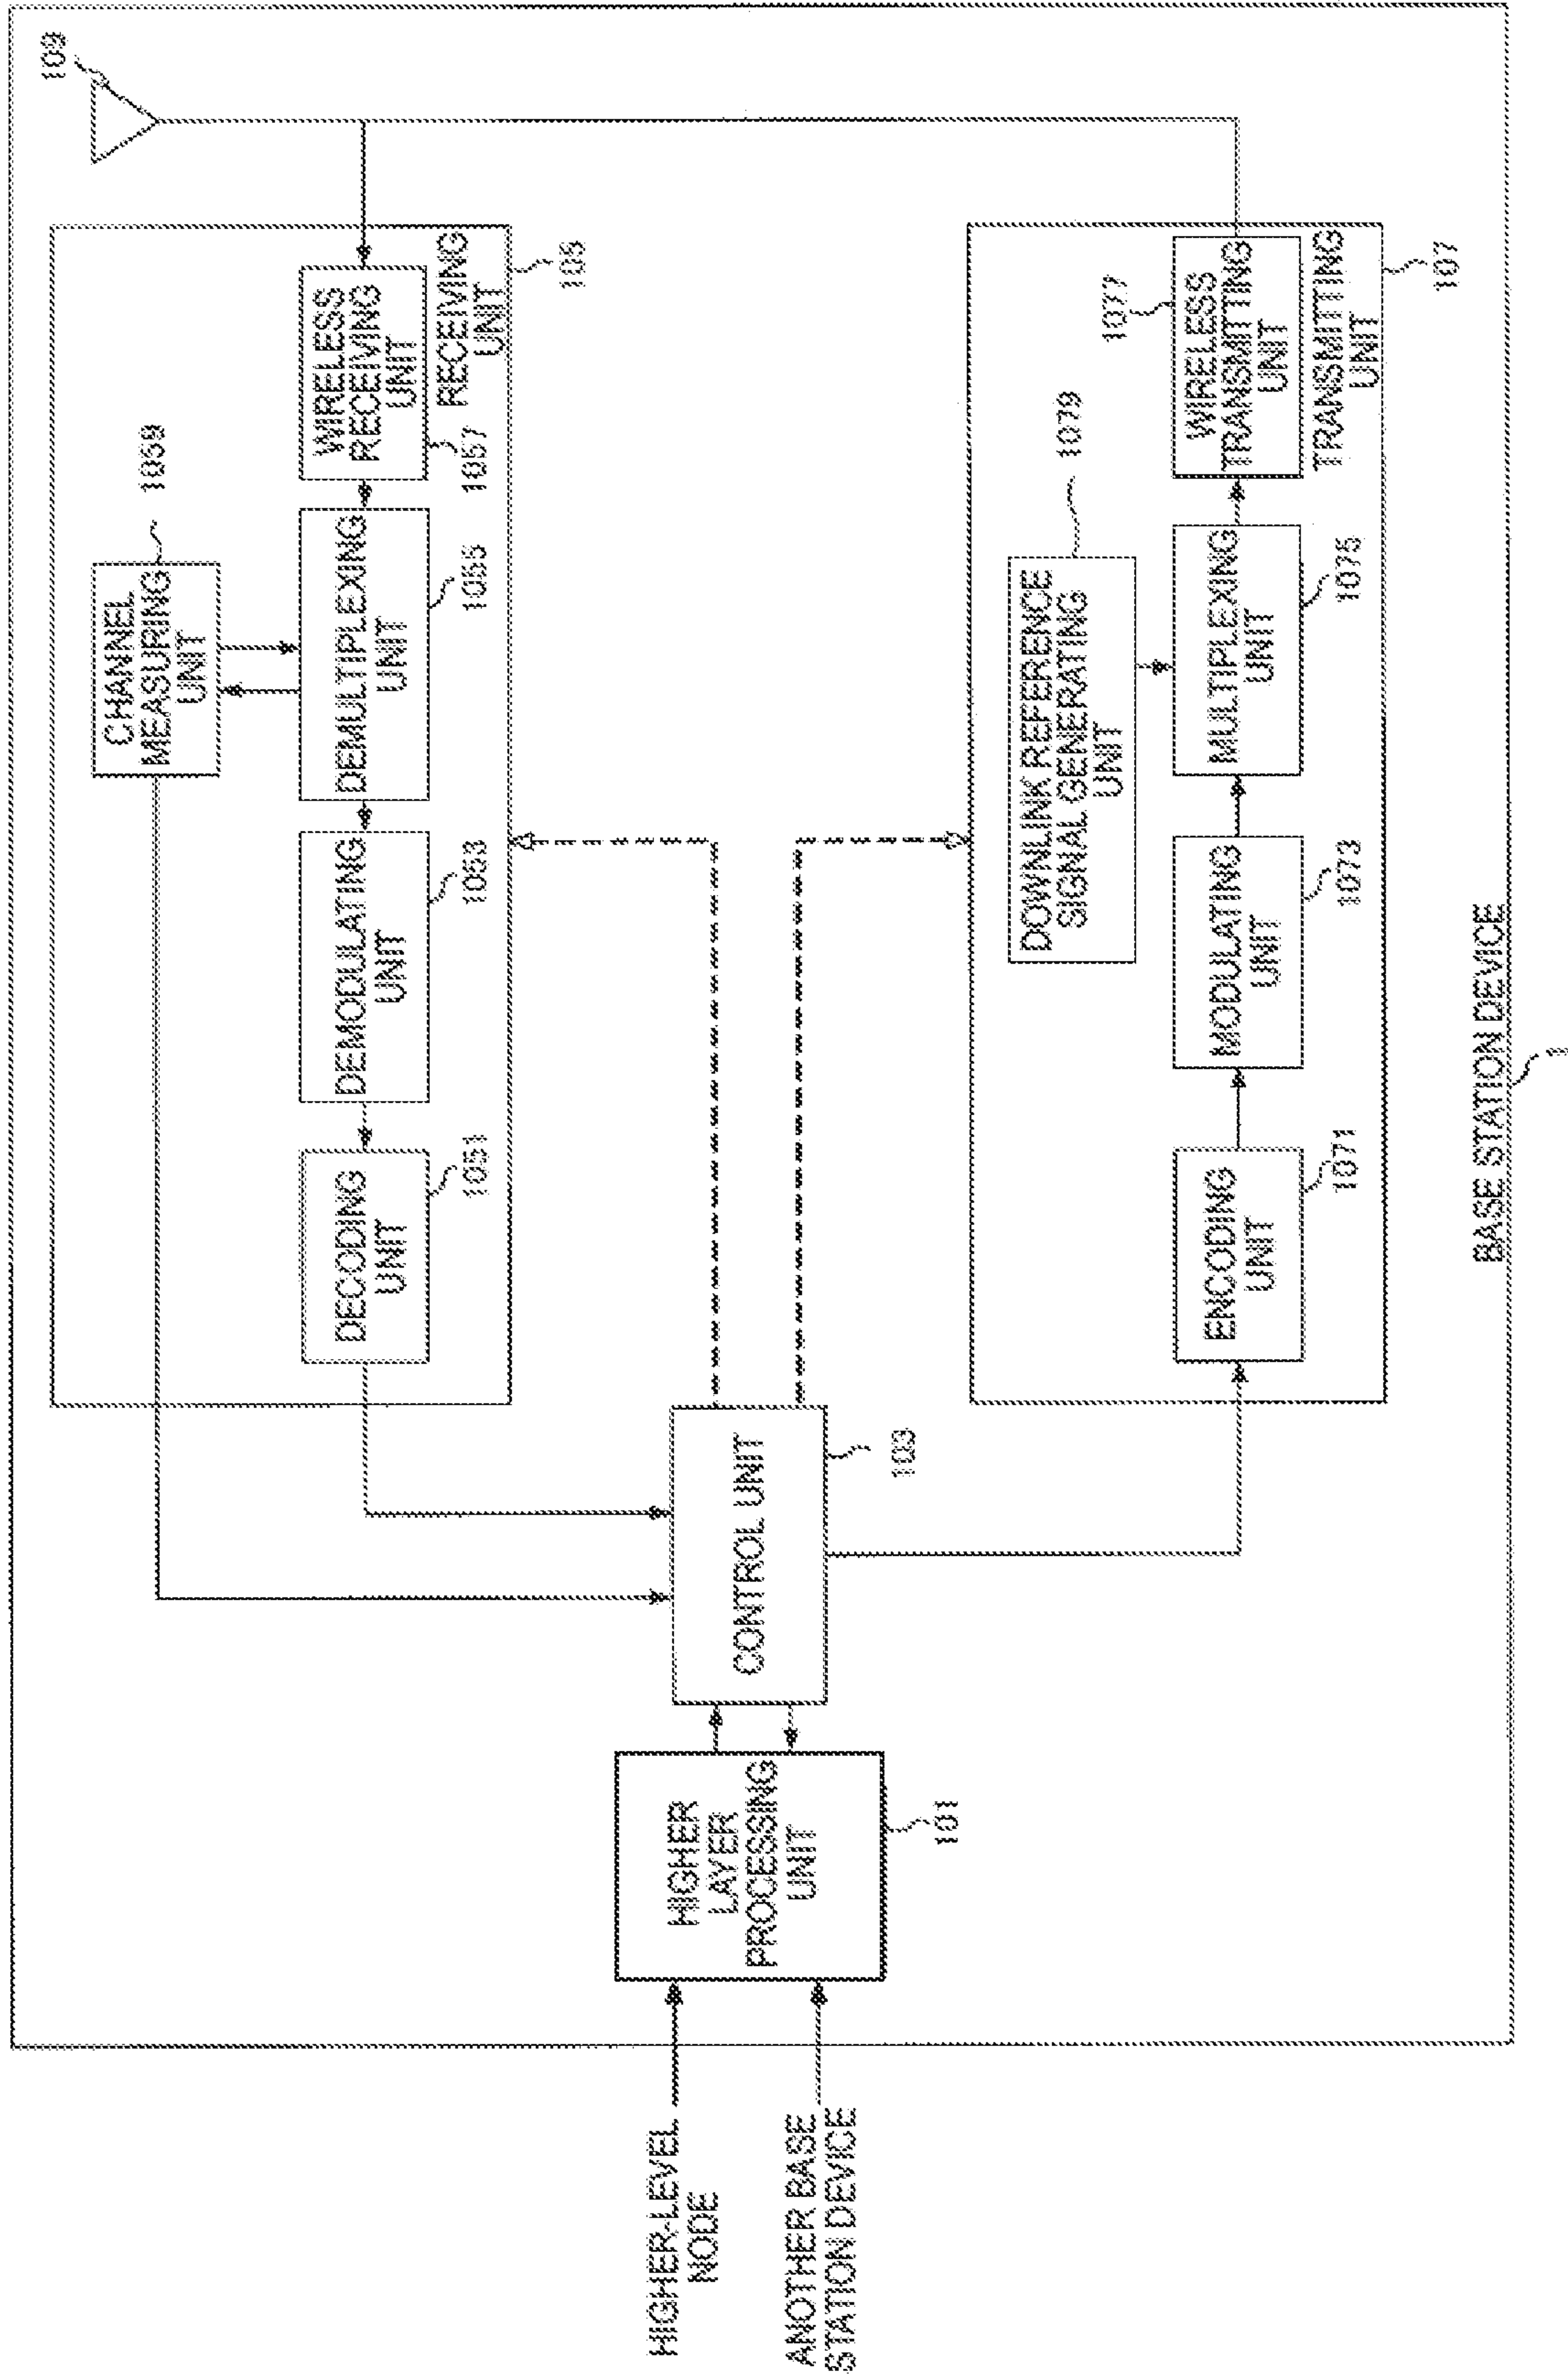 HIGHER-LEVEL
NODE
ANOTHER BASE
STATION DEVICE
HIGHER
LAYER
PROCESSING
UNIT
101
CONTROL UNIT
103
DECODING
UNIT
1051
DEMODULATING
UNIT
1053
DEMULTIPLEXING
UNIT
1055
CHANNEL
MEASURING
UNIT
1059
WIRELESS
RECEIVING
UNIT
1057
RECEIVING
UNIT
105
109
ENCODING
UNIT
1071
MODULATING
UNIT
1073
DOWNLINK REFERENCE
SIGNAL GENERATING
UNIT
1079
MULTIPLEXING
UNIT
1075
WIRELESS
TRANSMITTING
UNIT
1077
TRANSMITTING
UNIT
107
BASE STATION DEVICE
1